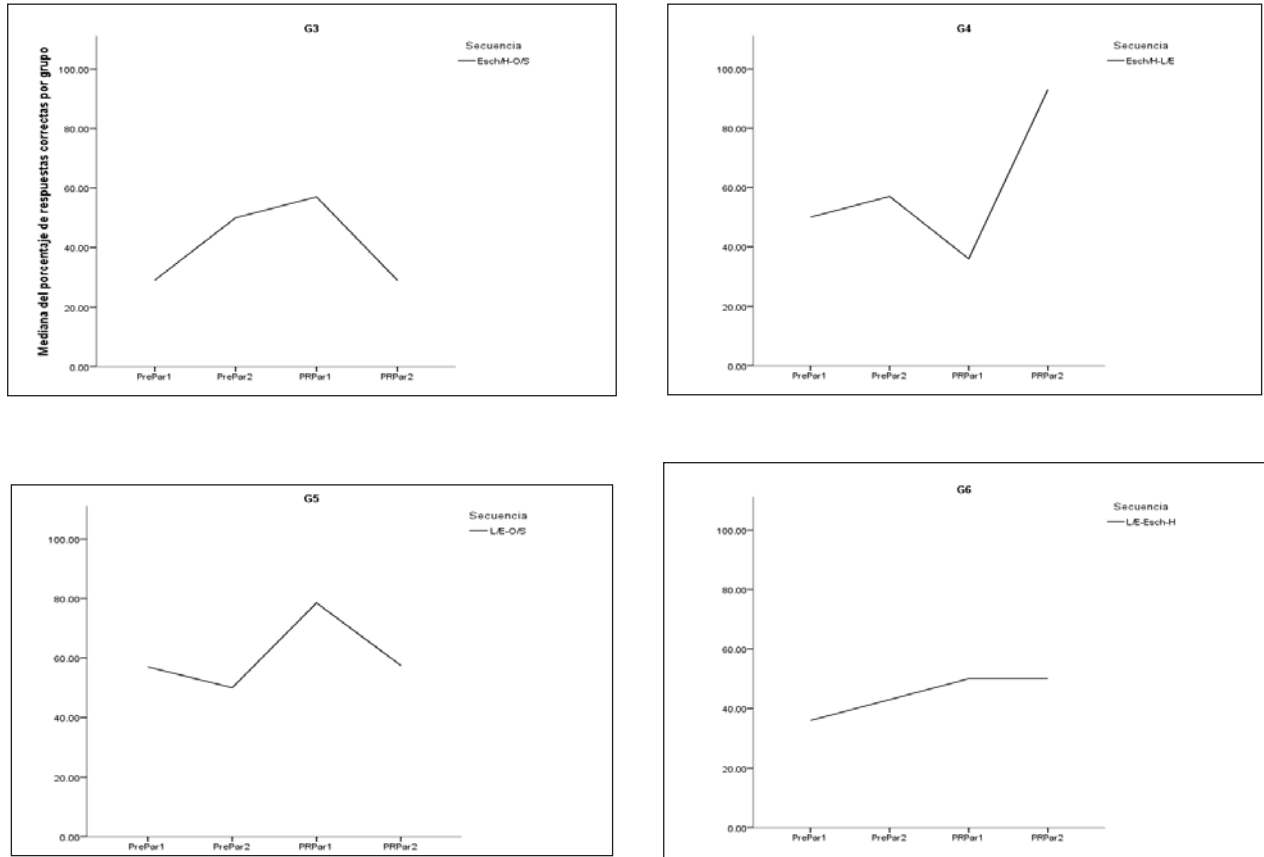 G3
Secuencia
Esch/H-O/S
Mediana del porcentaje de respuestas correctas por grupo
100.00
80.00
60.00
40.00
20.00
0.00
PrePar1 PrePar2 PRPar1 PRPar2
G4
Secuencia
Esch/H-L/E
100.00
80.00
60.00
40.00
20.00
0.00
PrePar1 PrePar2 PRPar1 PRPar2
G5
Secuencia
L/E-O/S
100.00
80.00
60.00
40.00
20.00
0.00
PrePar1 PrePar2 PRPar1 PRPar2
G6
Secuencia
L/E-Esch-H
100.00
80.00
60.00
40.00
20.00
0.00
PrePar1 PrePar2 PRPar1 PRPar2